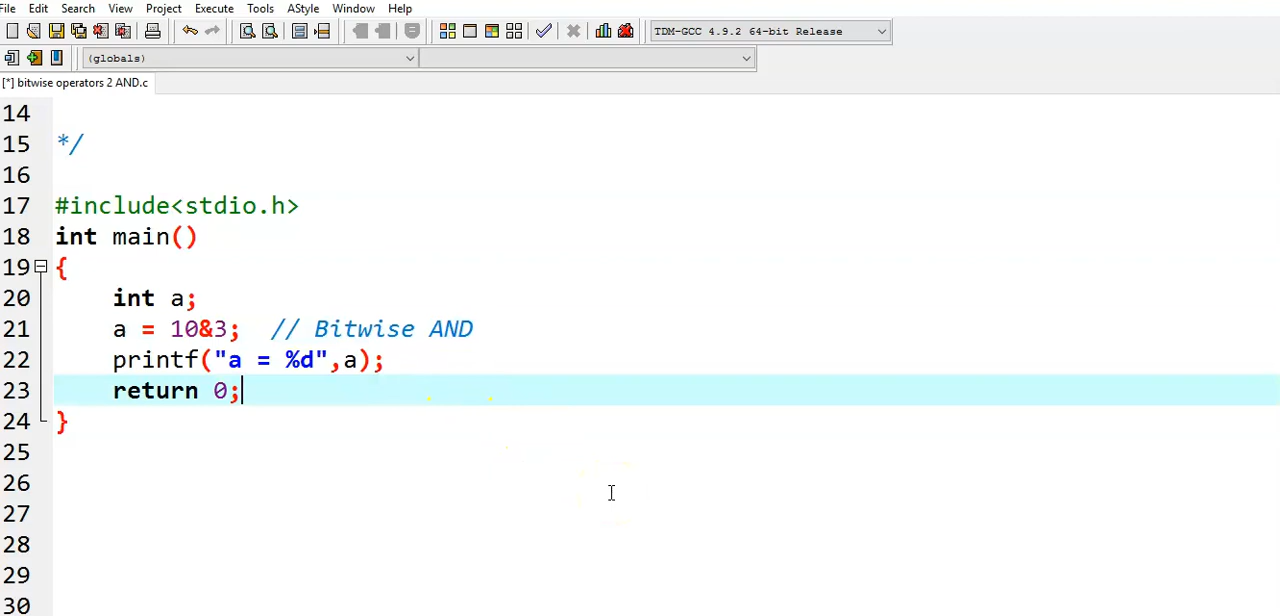 File Edit Search View Project Execute Tools AStyle Window Help
TDM-GCC 4.9.2 64-bit Release
(globals)
[*] bitwise operators 2 AND.c
14
15 */
16
17 #include<stdio.h>
18 int main()
19 {
20 int a;
21 a = 10&3; // Bitwise AND
22 printf("a = %d",a);
23 return 0;
24 }
25
26
27
28
29
30